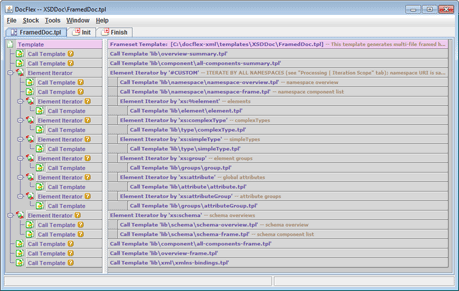 DocFlex -- XSDDoc\FramedDoc.tpl
File Stock Tools Window Help
FramedDoc.tpl Init Finish
Template Frameset Template: [C:\docflex-xml\templates\XSDDoc\FramedDoc.tpl] -- This template generates multi-file framed h...
Call Template ? Call Template 'lib\overview-summary.tpl'
Call Template ? Call Template 'lib\component\all-components-summary.tpl'
Element Iterator ? Element Iterator by '#CUSTOM' -- ITERATE BY ALL NAMESPACES (see "Processing | Iteration Scope" tab); namespace URI is sa...
Call Template ? Call Template 'lib\namespace\namespace-overview.tpl' -- namespace overview
Call Template ? Call Template 'lib\namespace\namespace-frame.tpl' -- namespace component list
Element Iterator ? Element Iterator by 'xs:%element' -- elements
Call Template Call Template 'lib\element\element.tpl'
Element Iterator ? Element Iterator by 'xs:complexType' -- complexTypes
Call Template Call Template 'lib\type\complexType.tpl'
Element Iterator ? Element Iterator by 'xs:simpleType' -- simpleTypes
Call Template Call Template 'lib\type\simpleType.tpl'
Element Iterator ? Element Iterator by 'xs:group' -- element groups
Call Template Call Template 'lib\groups\group.tpl'
Element Iterator ? Element Iterator by 'xs:attribute' -- global attributes
Call Template Call Template 'lib\attribute\attribute.tpl'
Element Iterator ? Element Iterator by 'xs:attributeGroup' -- attribute groups
Call Template Call Template 'lib\groups\attributeGroup.tpl'
Element Iterator ? Element Iterator by 'xs:schema' -- schema overviews
Call Template ? Call Template 'lib\schema\schema-overview.tpl' -- schema overview
Call Template ? Call Template 'lib\schema\schema-frame.tpl' -- schema component list
Call Template ? Call Template 'lib\component\all-components-frame.tpl'
Call Template ? Call Template 'lib\overview-frame.tpl'
Call Template ? Call Template 'lib\xml\xmlns-bindings.tpl'